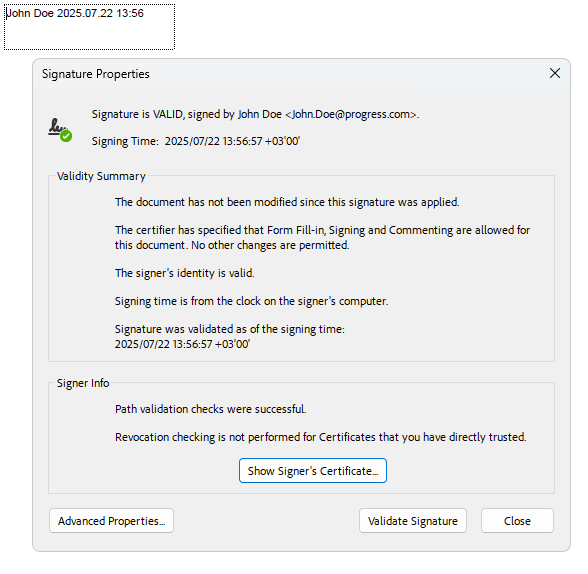 John Doe 2025.07.22 13:56
Signature Properties
Signature is VALID, signed by John Doe <John.Doe@progress.com>.
Signing Time: 2025/07/22 13:56:57 +03'00'
Validity Summary
The document has not been modified since this signature was applied.
The certifier has specified that Form Fill-in, Signing and Commenting are allowed for
this document. No other changes are permitted.
The signer's identity is valid.
Signing time is from the clock on the signer's computer.
Signature was validated as of the signing time:
2025/07/22 13:56:57 +03'00'
Signer Info
Path validation checks were successful.
Revocation checking is not performed for Certificates that you have directly trusted.
Show Signer's Certificate...
Advanced Properties...
Validate Signature
Close